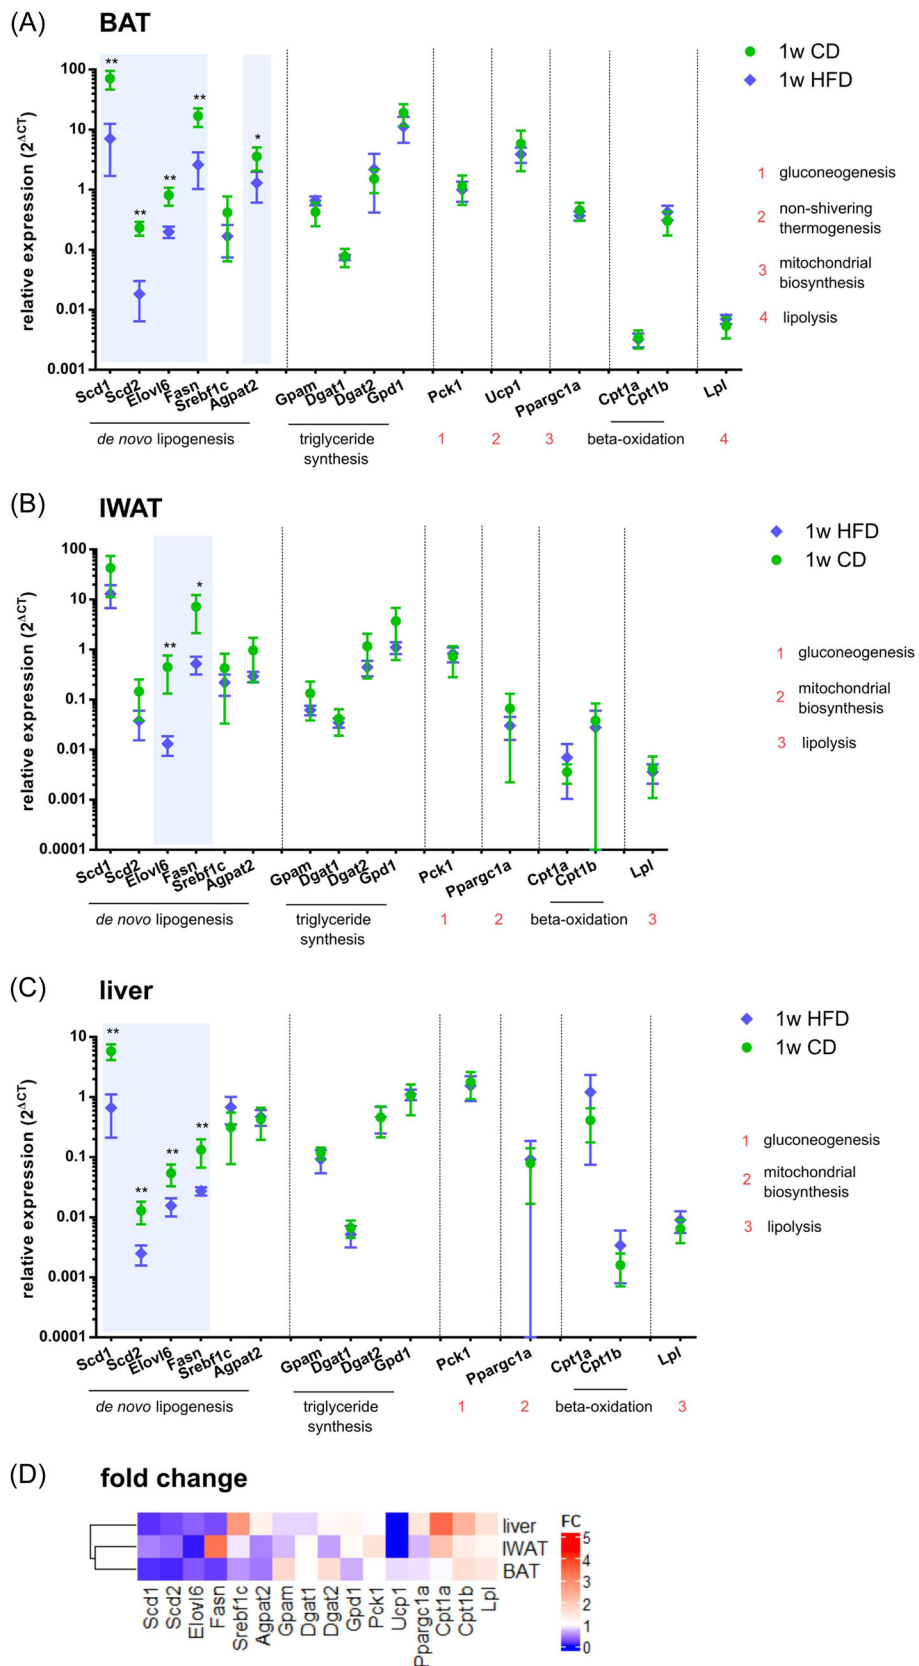 (A) BAT
1w CD
1w HFD
relative expression (2^ΔCT)
100
10
1
0.1
0.01
0.001
** ** ** ** *
Scd1 Scd2 Elovl6 Fasn Srebf1c Agpat2 Gpam Dgat1 Dgat2 Gpd1 Pck1 Ucp1 Ppargc1a Cpt1a Cpt1b Lpl
de novo lipogenesis triglyceride synthesis 1 2 3 beta-oxidation 4
1 gluconeogenesis
2 non-shivering
thermogenesis
3 mitochondrial
biosynthesis
4 lipolysis
(B) IWAT
1w HFD
1w CD
relative expression (2^ΔCT)
100
10
1
0.1
0.01
0.001
0.0001
** *
Scd1 Scd2 Elovl6 Fasn Srebf1c Agpat2 Gpam Dgat1 Dgat2 Gpd1 Pck1 Ppargc1a Cpt1a Cpt1b Lpl
de novo lipogenesis triglyceride synthesis 1 2 beta-oxidation 3
1 gluconeogenesis
2 mitochondrial
biosynthesis
3 lipolysis
(C) liver
1w HFD
1w CD
relative expression (2^ΔCT)
10
1
0.1
0.01
0.001
0.0001
** ** ** **
Scd1 Scd2 Elovl6 Fasn Srebf1c Agpat2 Gpam Dgat1 Dgat2 Gpd1 Pck1 Ppargc1a Cpt1a Cpt1b Lpl
de novo lipogenesis triglyceride synthesis 1 2 beta-oxidation 3
1 gluconeogenesis
2 mitochondrial
biosynthesis
3 lipolysis
(D) fold change
liver
IWAT
BAT
Scd1 Scd2 Elovl6 Fasn Srebf1c Agpat2 Gpam Dgat1 Dgat2 Gpd1 Pck1 Ucp1 Ppargc1a Cpt1a Cpt1b Lpl
FC
5
4
3
2
1
0